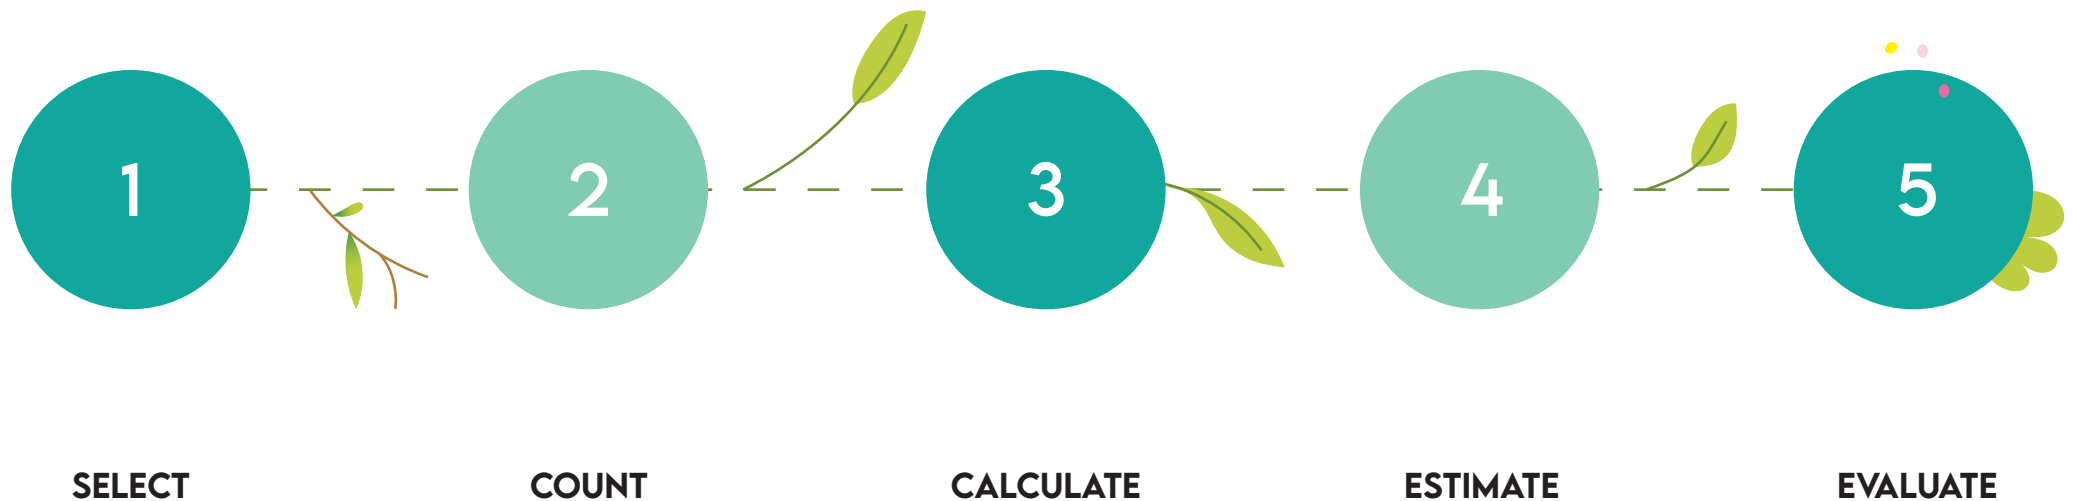 1 2 3 4 5
SELECT COUNT CALCULATE ESTIMATE EVALUATE